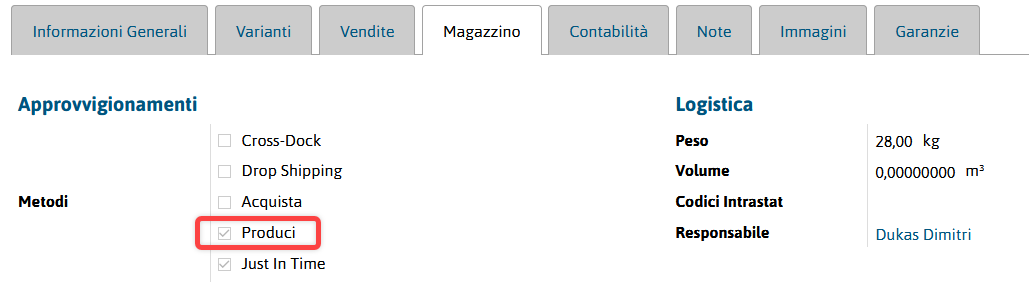 Informazioni Generali Varianti Vendite Magazzino Contabilità Note Immagini Garanzie
Approvvigionamenti
Metodi
Cross-Dock
Drop Shipping
Acquista
Produci
Just In Time
Logistica
Peso 28,00 kg
Volume 0,00000000 m³
Codici Intrastat
Responsabile Dukas Dimitri